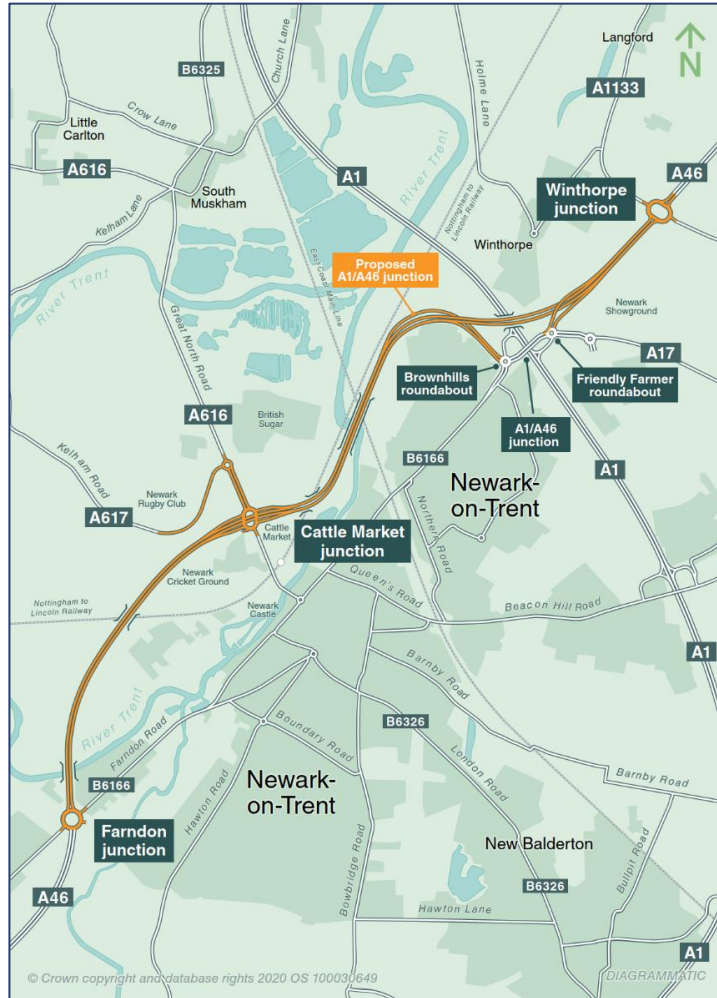 Langford
N
B6325
Church Lane
Holme Lane
A1133
Little
Carlton
Crow Lane
A616
A1
River Trent
Nottingham to
Lincoln Railway
A46
South
Muskham
Winthorpe
junction
Kelham Lane
Winthorpe
River Trent
East Coast Main Line
Proposed
A1/A46 junction
Newark
Showground
Great North Road
A17
Brownhills
roundabout
Friendly Farmer
roundabout
A616
British
Sugar
A1/A46
junction
B6166
A1
Kelham Road
Newark
Rugby Club
Newark-
on-Trent
A617
Cattle
Market
Cattle Market
junction
Northern Road
Newark
Cricket Ground
Queen's Road
Nottingham to
Lincoln Railway
Newark
Castle
Beacon Hill Road
A1
River Trent
Barnby Road
Farndon Road
B6326
Boundary Road
London Road
B6166
Newark-
on-Trent
Barnby Road
Hawton Road
Farndon
junction
New Balderton
Bullpit Road
A46
Bowbridge Road
B6326
Hawton Lane
A1
© Crown copyright and database rights 2020 OS 100030649
DIAGRAMMATIC